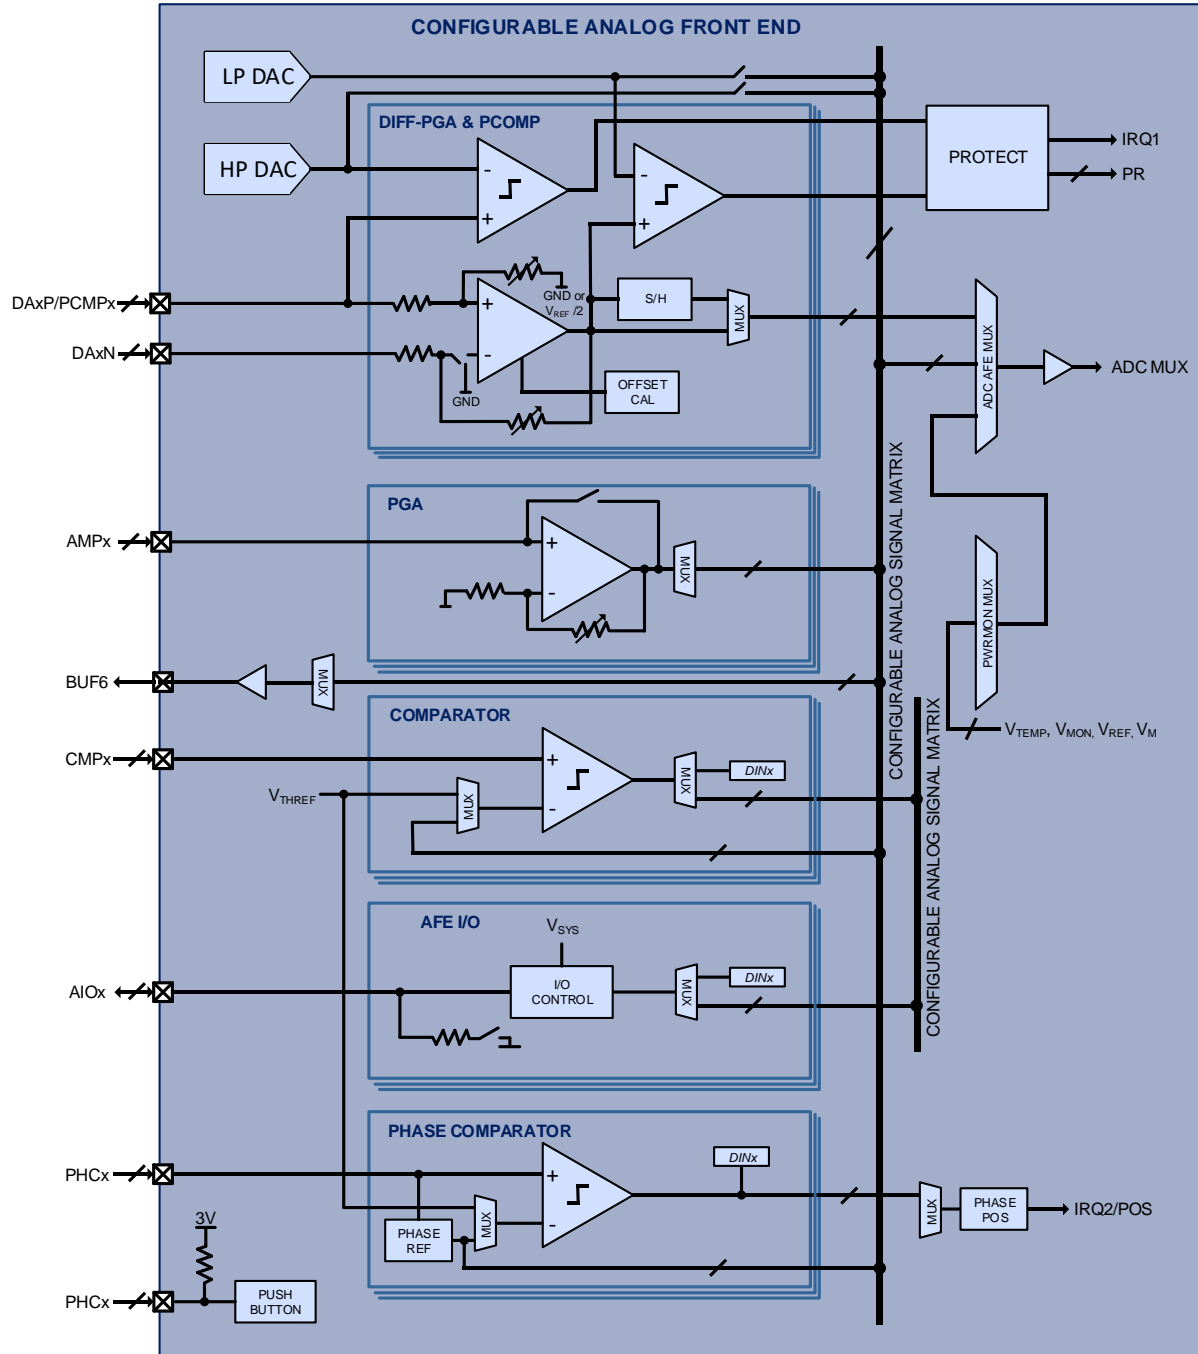 CONFIGURABLE ANALOG FRONT END
LP DAC
HP DAC
DIFF-PGA & PCOMP
-
+
-
+
PROTECT
IRQ1
PR
DAxP/PCMPx
DAxN
+
-
GND or
VREF /2
GND
S/H
MUX
OFFSET
CAL
ADC AFE MUX
ADC MUX
CONFIGURABLE ANALOG SIGNAL MATRIX
PGA
AMPx
+
-
MUX
PWRMON MUX
VTEMP, VMON, VREF, VM
BUF6
MUX
COMPARATOR
CMPx
VTHREF
MUX
+
-
MUX
DINx
CONFIGURABLE ANALOG SIGNAL MATRIX
AFE I/O
VSYS
AIOx
I/O
CONTROL
MUX
DINx
PHASE COMPARATOR
PHCx
PHASE
REF
MUX
+
-
DINx
MUX
PHASE
POS
IRQ2/POS
3V
PHCx
PUSH
BUTTON